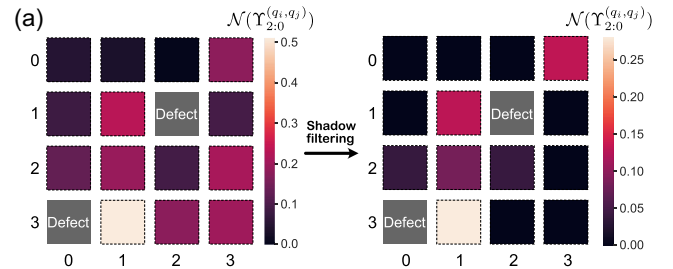 (a)
𝒩(Υ_{2:0}^{(q_i,q_j)})
0
1
2
3
Defect
Defect
0 1 2 3
0.5
0.4
0.3
0.2
0.1
0.0
Shadow
filtering
𝒩(Υ_{2:0}^{(q_i,q_j)})
0
1
2
3
Defect
Defect
0 1 2 3
0.25
0.20
0.15
0.10
0.05
0.00